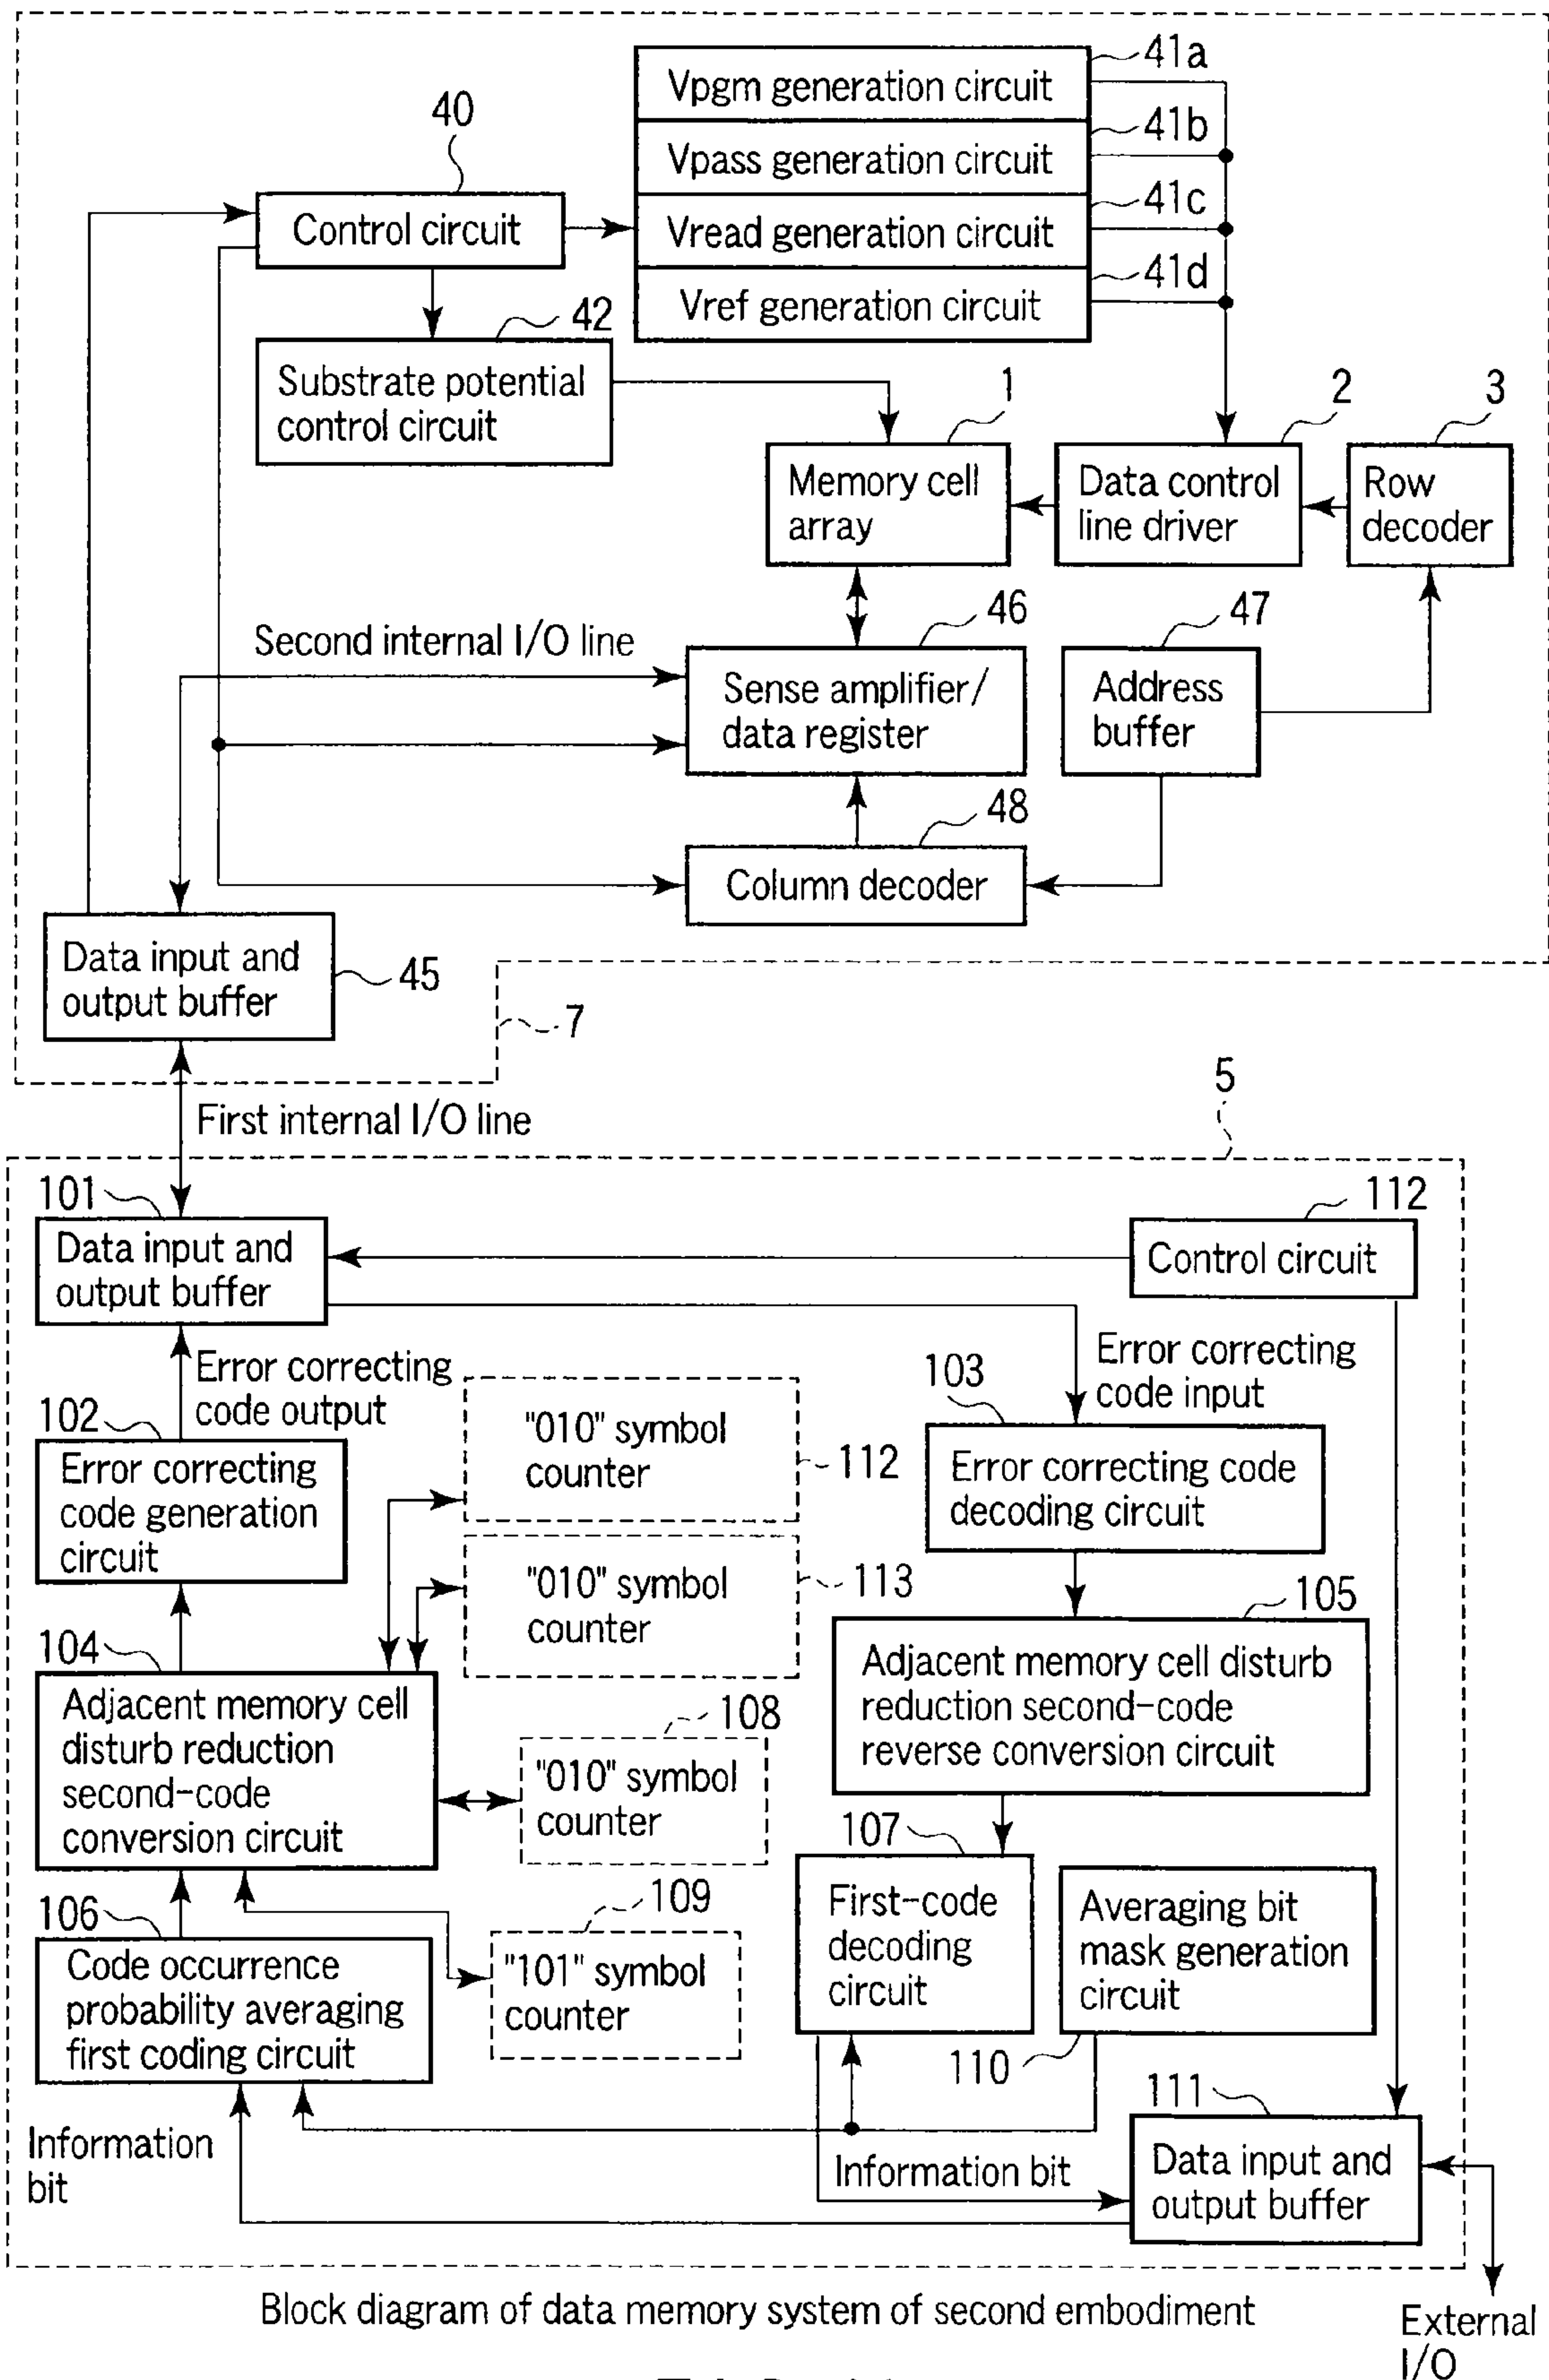 41a
Vpgm generation circuit
40
41b
Vpass generation circuit
41c
Control circuit
Vread generation circuit
41d
Vref generation circuit
42
Substrate potential
control circuit
1
2
3
Memory cell
array
Data control
line driver
Row
decoder
46
47
Second internal I/O line
Sense amplifier/
data register
Address
buffer
48
Column decoder
Data input and
output buffer
45
7
5
First internal I/O line
101
112
Data input and
output buffer
Control circuit
Error correcting
code output
Error correcting
code input
103
102
"010" symbol
counter
112
Error correcting
code generation
circuit
Error correcting code
decoding circuit
"010" symbol
counter
113
105
104
Adjacent memory cell
disturb reduction
second-code
conversion circuit
Adjacent memory cell disturb
reduction second-code
reverse conversion circuit
108
"010" symbol
counter
107
109
First-code
decoding
circuit
Averaging bit
mask generation
circuit
106
Code occurrence
probability averaging
first coding circuit
"101" symbol
counter
110
111
Information
bit
Information bit
Data input and
output buffer
Block diagram of data memory system of second embodiment
External
I/O